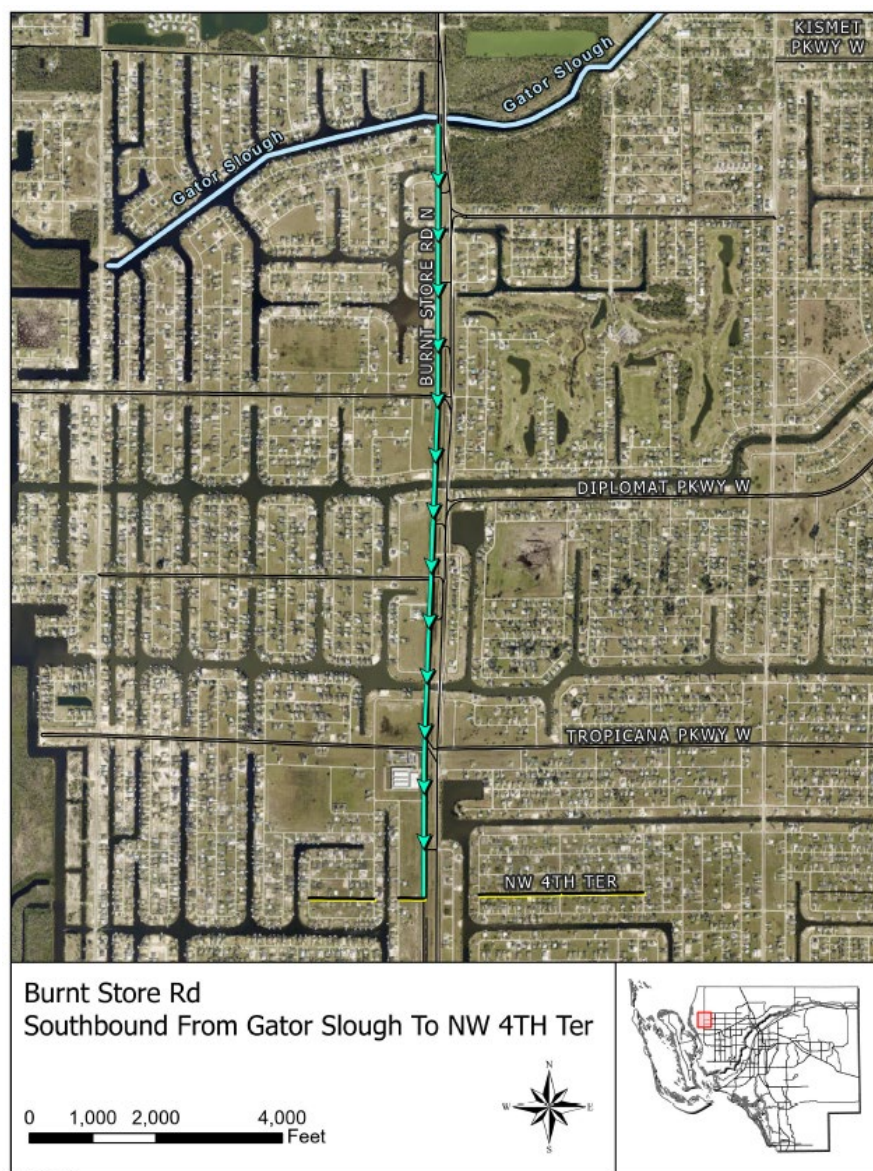 KISMET
PKWY W
Gator Slough
Gator Slough
BURNT STORE RD N
DIPLOMAT PKWY W
TROPICANA PKWY W
NW 4TH TER
Burnt Store Rd
Southbound From Gator Slough To NW 4TH Ter
0 1,000 2,000 4,000
Feet
N
W E
S